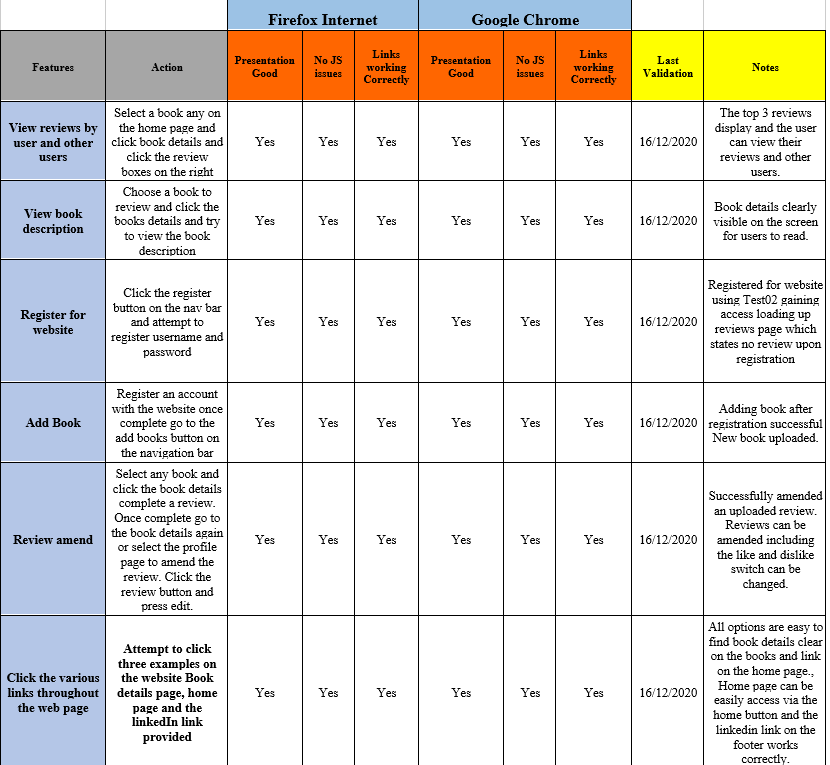 Firefox Internet Google Chrome
Features Action Presentation Good No JS issues Links working Correctly Presentation Good No JS issues Links working Correctly Last Validation Notes
View reviews by
user and other
users
Select a book any on
the home page and
click book details and
click the review
boxes on the right
Yes Yes Yes Yes Yes Yes 16/12/2020
The top 3 reviews
display and the user
can view their
reviews and other
users.
View book
description
Choose a book to
review and click the
books details and try
to view the book
description
Yes Yes Yes Yes Yes Yes 16/12/2020
Book details clearly
visible on the screen
for users to read.
Register for
website
Click the register
button on the nav bar
and attempt to
register username and
password
Yes Yes Yes Yes Yes Yes 16/12/2020
Registered for website
using Test02 gaining
access loading up
reviews page which
states no review upon
registration
Add Book
Register an account
with the website once
complete go to the
add books button on
the navigation bar
Yes Yes Yes Yes Yes Yes 16/12/2020
Adding book after
registration successful
New book uploaded.
Review amend
Select any book and
click the book details
complete a review.
Once complete go to
the book details again
or select the profile
page to amend the
review. Click the
review button and
press edit.
Yes Yes Yes Yes Yes Yes 16/12/2020
Successfully amended
an uploaded review.
Reviews can be
amended including
the like and dislike
switch can be
changed.
Click the various
links throughout
the web page
Attempt to click
three examples on
the website Book
details page, home
page and the
linkedIn link
provided
Yes Yes Yes Yes Yes Yes 16/12/2020
All options are easy to
find book details clear
on the books and link
on the home page.,
Home page can be
easily access via the
home button and the
linkedin link on the
footer works
correctly.